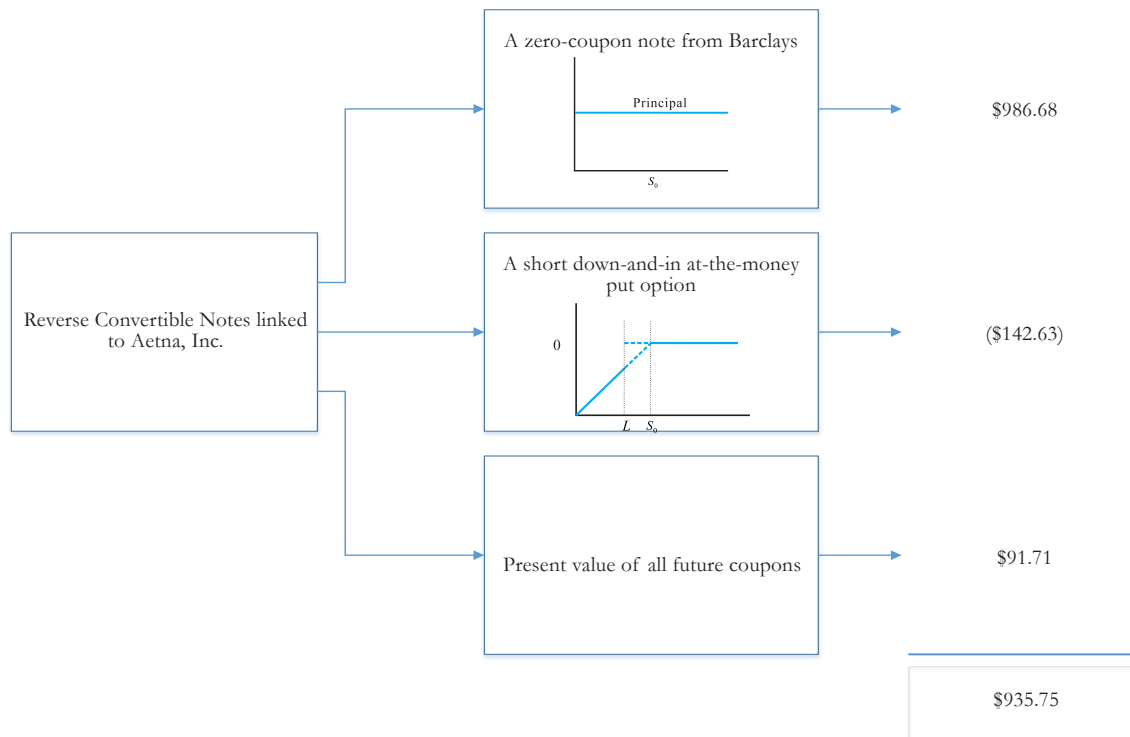 A zero-coupon note from Barclays
Principal
S₀
$986.68
Reverse Convertible Notes linked
to Aetna, Inc.
A short down-and-in at-the-money
put option
0
L S₀
($142.63)
Present value of all future coupons
$91.71
$935.75